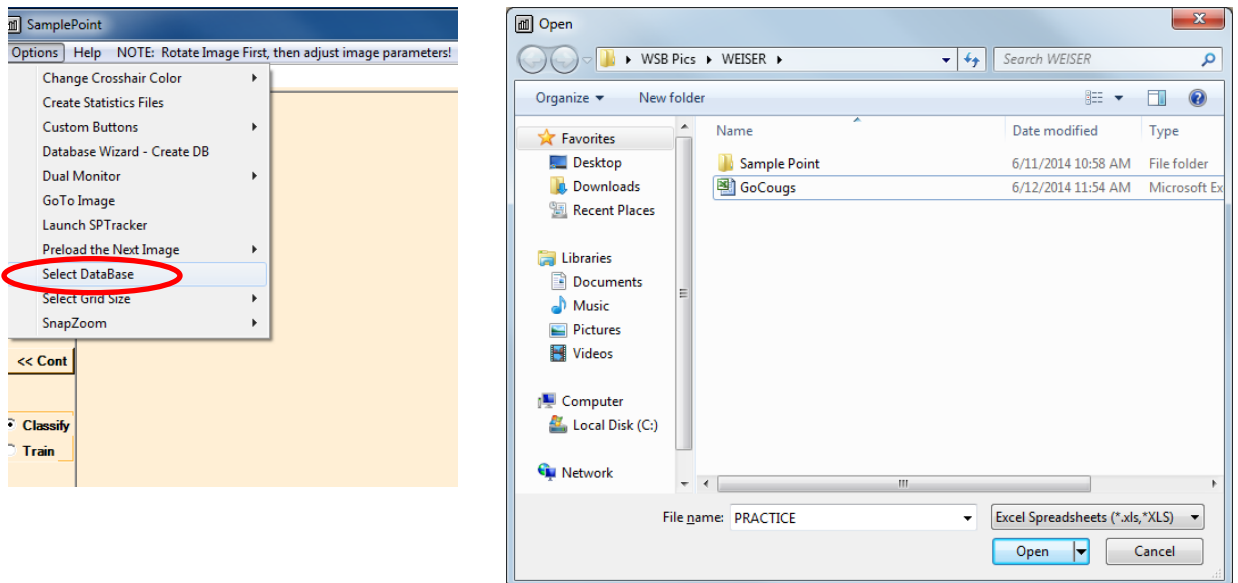 SamplePoint
Options Help NOTE: Rotate Image First, then adjust image parameters!
Change Crosshair Color
Create Statistics Files
Custom Buttons
Database Wizard - Create DB
Dual Monitor
GoTo Image
Launch SPTracker
Preload the Next Image
Select DataBase
Select Grid Size
SnapZoom
<< Cont
Classify
Train
Open
WSB Pics WEISER
Search WEISER
Organize New folder
Favorites
Desktop
Downloads
Recent Places
Libraries
Documents
Music
Pictures
Videos
Computer
Local Disk (C:)
Network
Name Date modified Type
Sample Point 6/11/2014 10:58 AM File folder
GoCougs 6/12/2014 11:54 AM Microsoft Ex
File name: PRACTICE Excel Spreadsheets (*.xls,*XLS)
Open Cancel